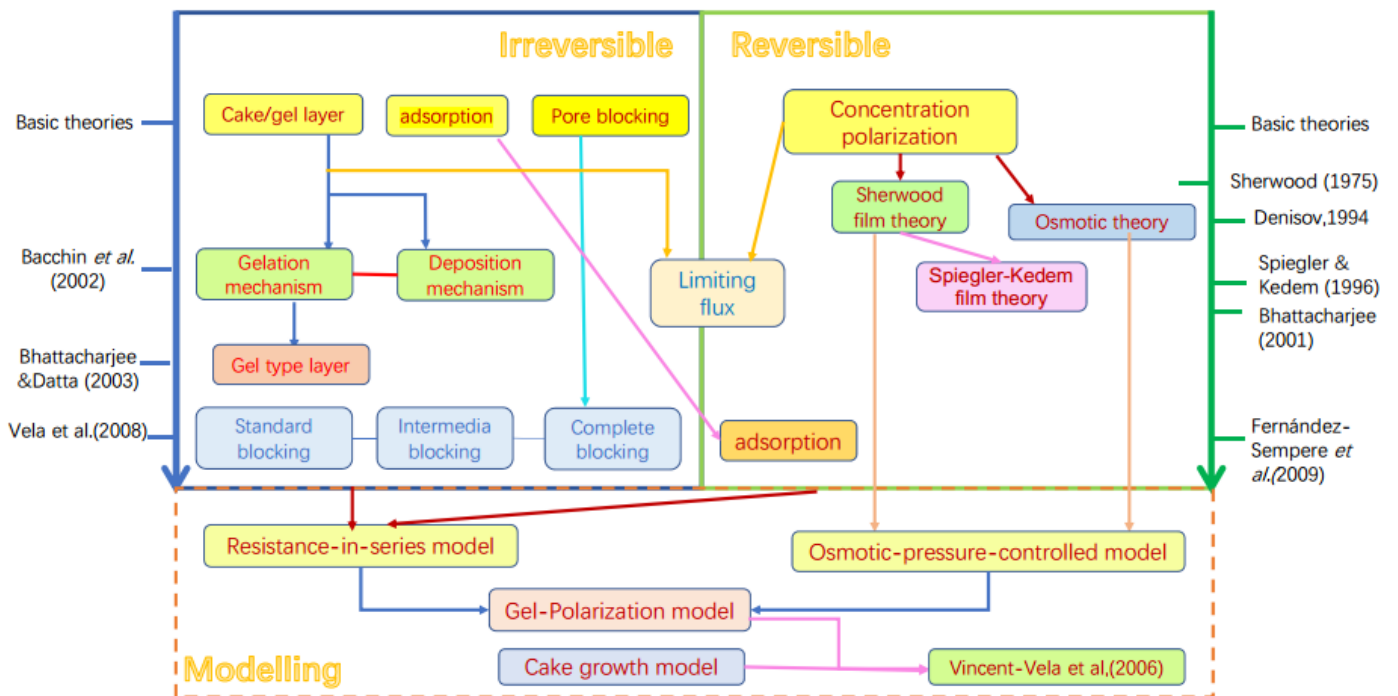 Irreversible
Reversible
Basic theories
Cake/gel layer
adsorption
Pore blocking
Concentration
polarization
Basic theories
Sherwood (1975)
Sherwood
film theory
Osmotic theory
Denisov,1994
Bacchin et al.
(2002)
Gelation
mechanism
Deposition
mechanism
Limiting
flux
Spiegler-Kedem
film theory
Spiegler &
Kedem (1996)
Bhattacharjee
(2001)
Bhattacharjee
&Datta (2003)
Gel type layer
Vela et al.(2008)
Standard
blocking
Intermedia
blocking
Complete
blocking
adsorption
Fernández-
Sempere et
al.(2009)
Resistance-in-series model
Osmotic-pressure-controlled model
Gel-Polarization model
Modelling
Cake growth model
Vincent-Vela et al,(2006)